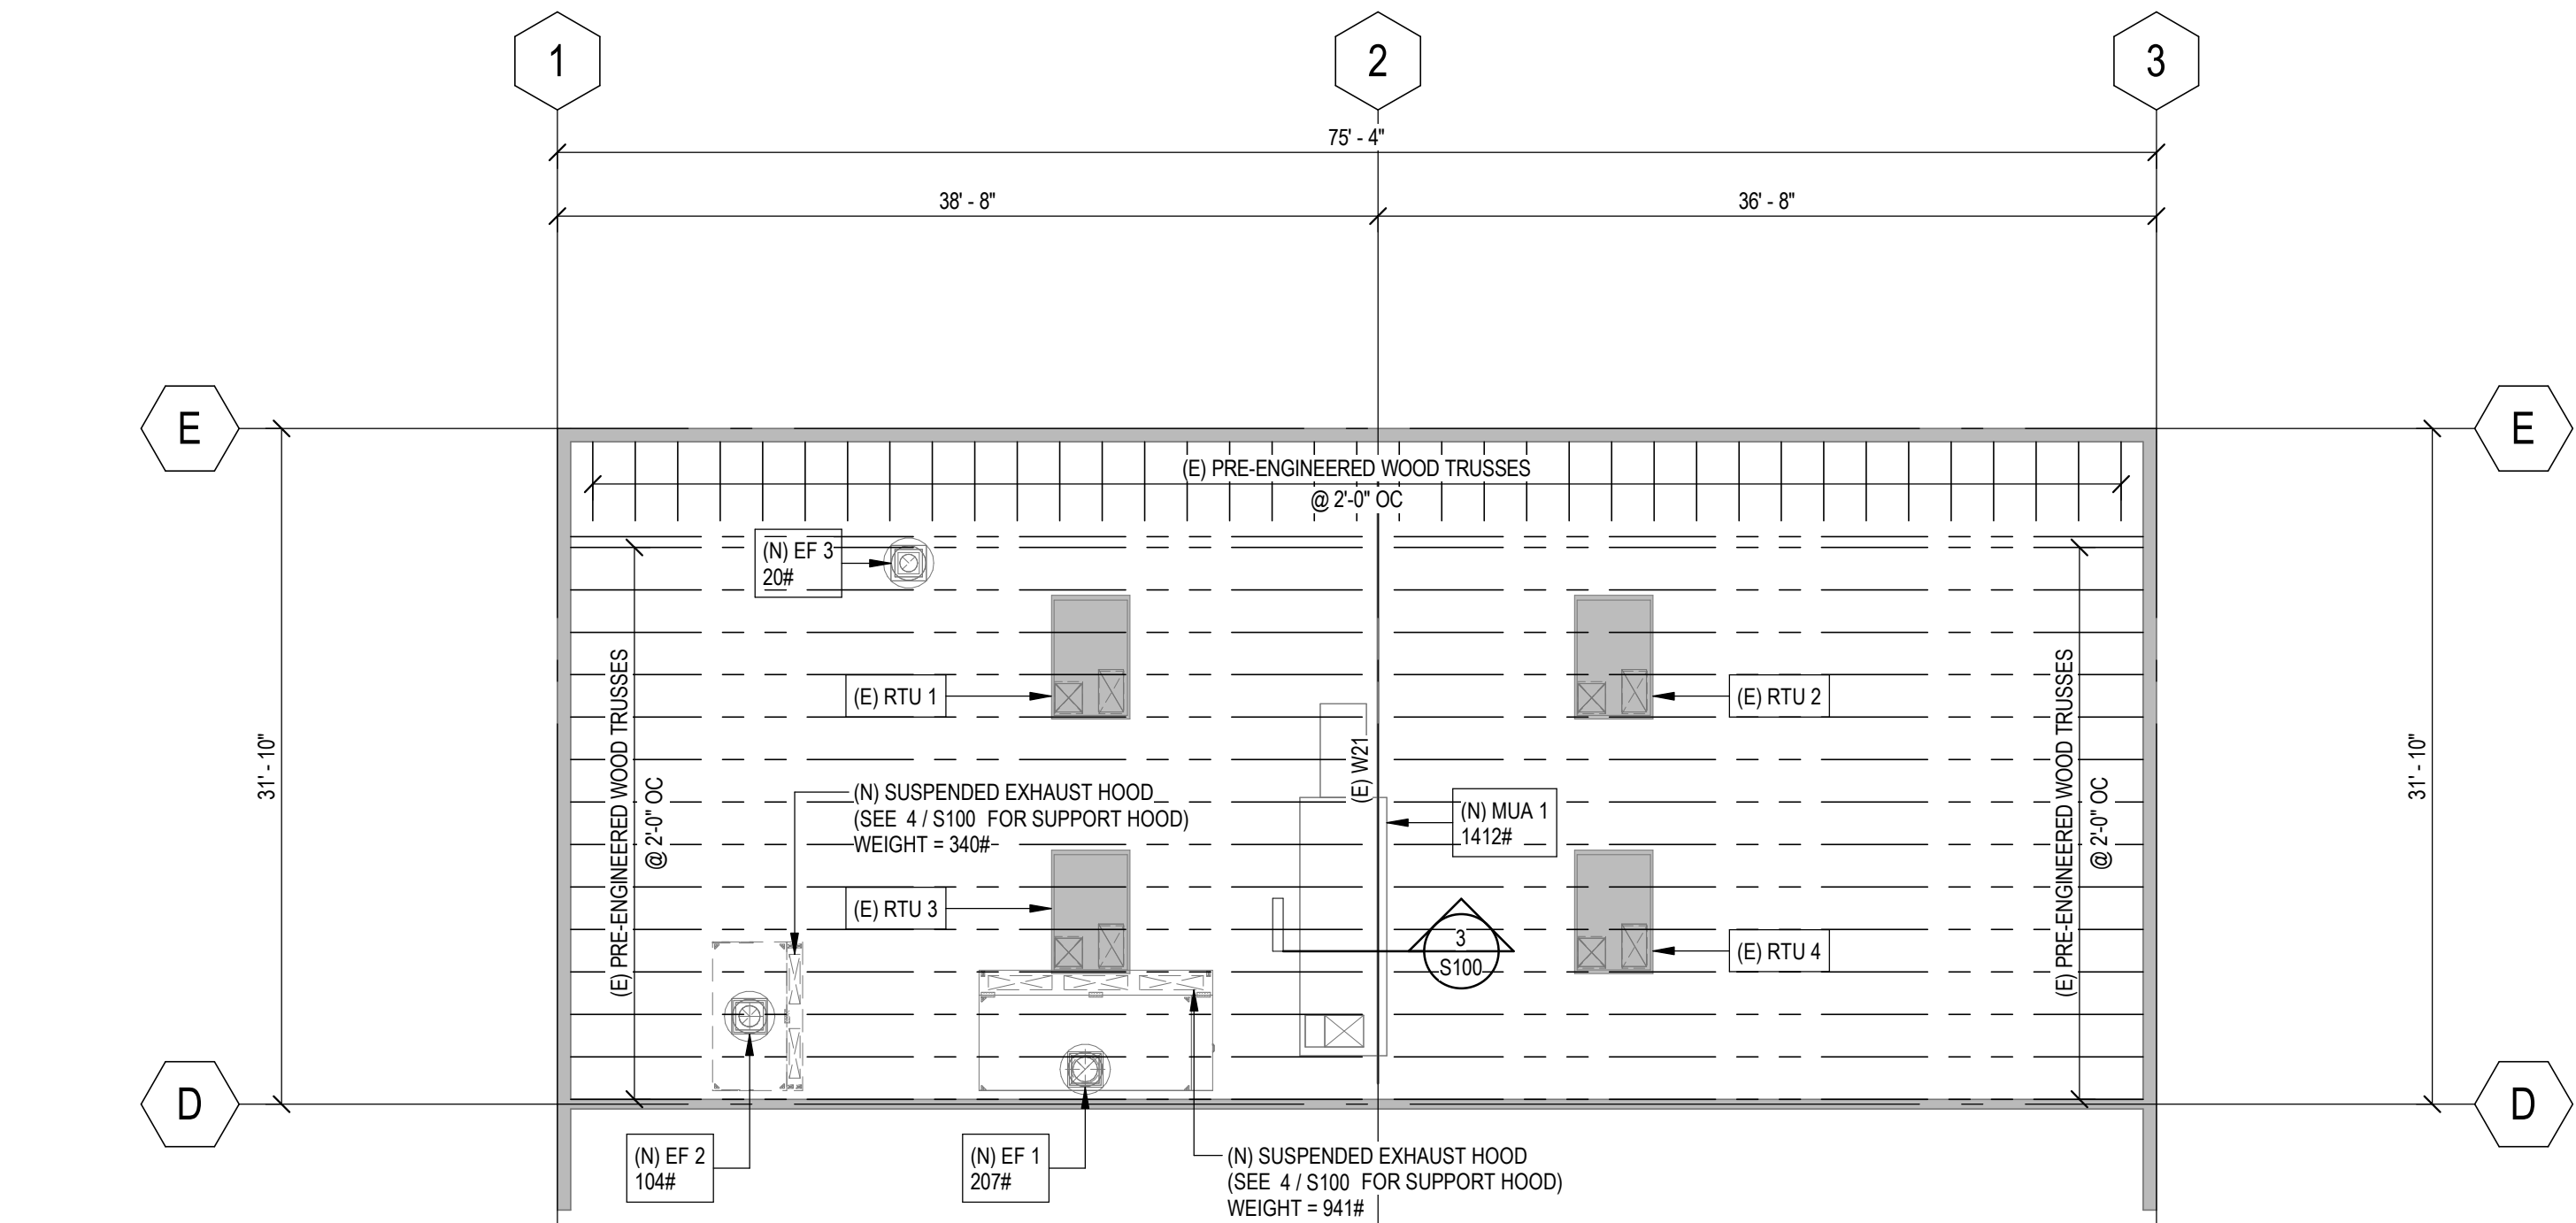 1
2
3
75' - 4"
38' - 8"
36' - 8"
E
E
(E) PRE-ENGINEERED WOOD TRUSSES
@ 2'-0" OC
(N) EF 3
20#
(E) PRE-ENGINEERED WOOD TRUSSES
@ 2'-0" OC
(E) PRE-ENGINEERED WOOD TRUSSES
@ 2'-0" OC
(E) RTU 1
(E) RTU 2
31' - 10"
31' - 10"
(E) W21
(N) SUSPENDED EXHAUST HOOD
(SEE 4 / S100 FOR SUPPORT HOOD)
WEIGHT = 340#
(N) MUA 1
1412#
(E) RTU 3
3
S100
(E) RTU 4
D
D
(N) EF 2
104#
(N) EF 1
207#
(N) SUSPENDED EXHAUST HOOD
(SEE 4 / S100 FOR SUPPORT HOOD)
WEIGHT = 941#